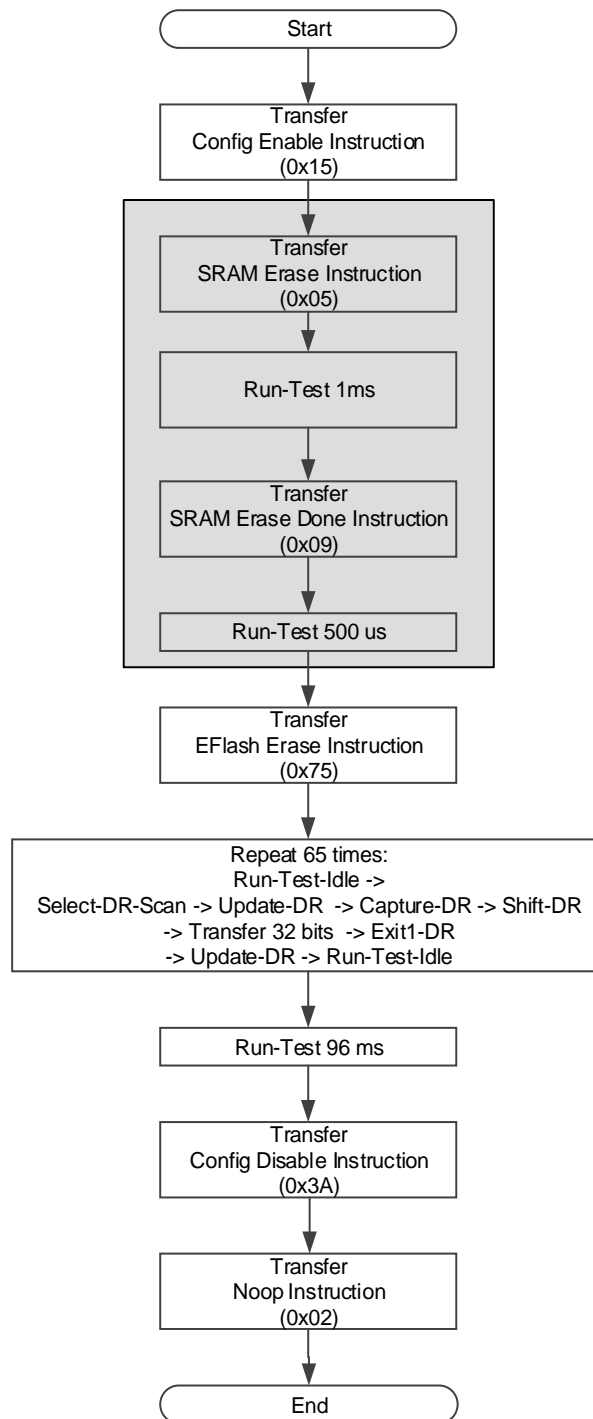 Start
Transfer
Config Enable Instruction
(0x15)
Transfer
SRAM Erase Instruction
(0x05)
Run-Test 1ms
Transfer
SRAM Erase Done Instruction
(0x09)
Run-Test 500 us
Transfer
EFlash Erase Instruction
(0x75)
Repeat 65 times:
Run-Test-Idle ->
Select-DR-Scan -> Update-DR -> Capture-DR -> Shift-DR
-> Transfer 32 bits -> Exit1-DR
-> Update-DR -> Run-Test-Idle
Run-Test 96 ms
Transfer
Config Disable Instruction
(0x3A)
Transfer
Noop Instruction
(0x02)
End